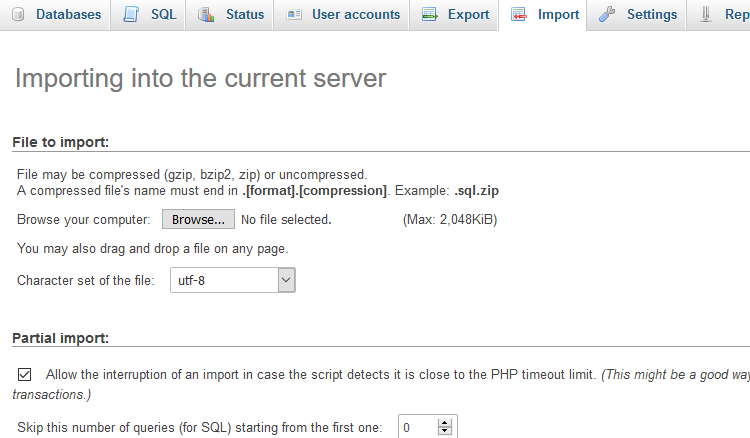 Databases SQL Status User accounts Export Import Settings Rep
Importing into the current server
File to import:
File may be compressed (gzip, bzip2, zip) or uncompressed.
A compressed file's name must end in .[format].[compression]. Example: .sql.zip
Browse your computer: Browse... No file selected. (Max: 2,048KiB)
You may also drag and drop a file on any page.
Character set of the file: utf-8
Partial import:
Allow the interruption of an import in case the script detects it is close to the PHP timeout limit. (This might be a good way
transactions.)
Skip this number of queries (for SQL) starting from the first one: 0